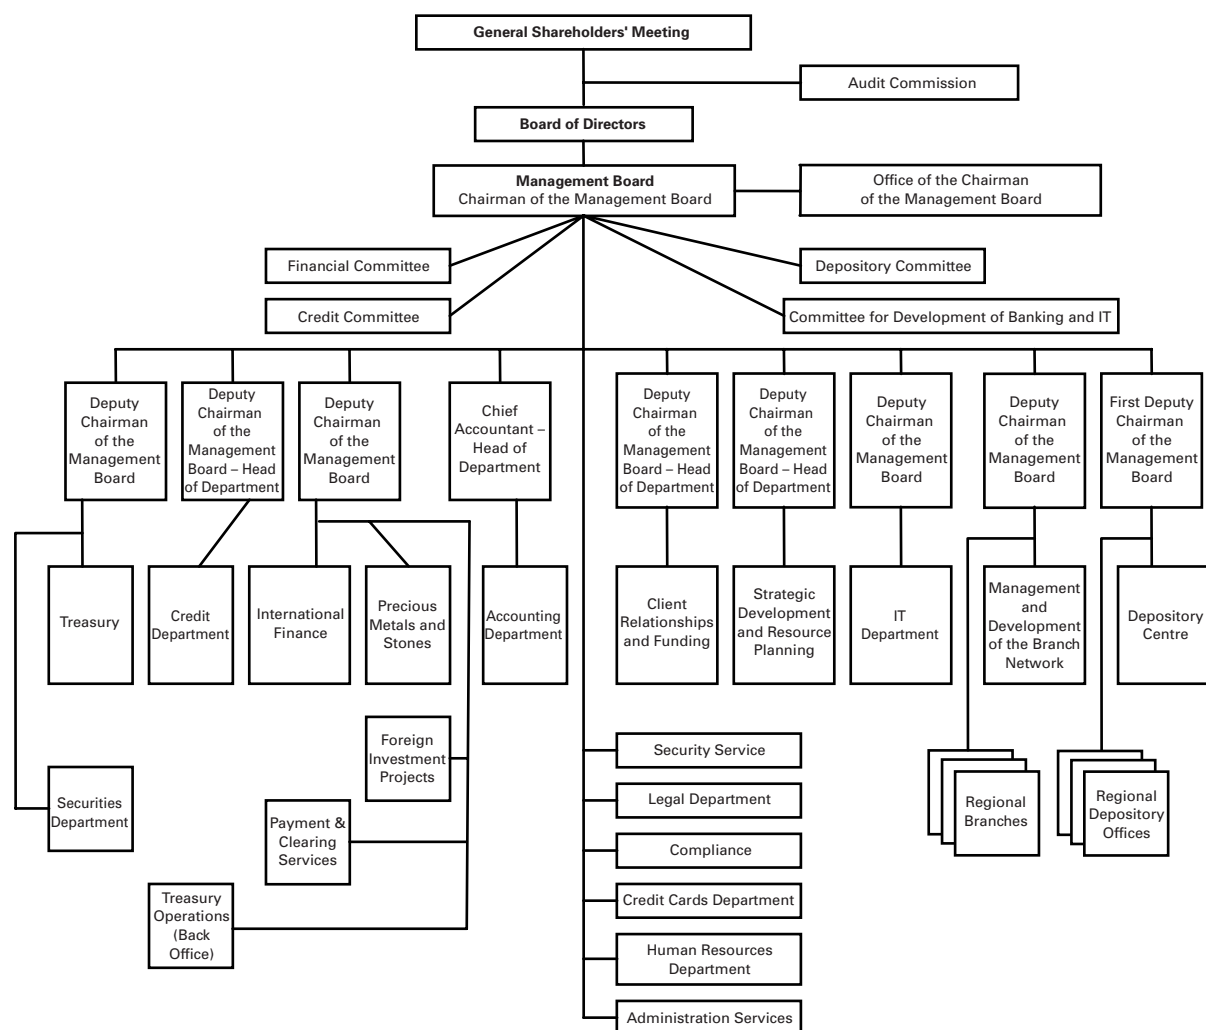 General Shareholders' Meeting
Audit Commission
Board of Directors
Management Board
Chairman of the Management Board
Office of the Chairman
of the Management Board
Financial Committee
Depository Committee
Credit Committee
Committee for Development of Banking and IT
Deputy
Chairman
of the
Management
Board
Deputy
Chairman
of the
Management
Board – Head
of Department
Deputy
Chairman
of the
Management
Board
Chief
Accountant –
Head of
Department
Deputy
Chairman
of the
Management
Board – Head
of Department
Deputy
Chairman
of the
Management
Board – Head
of Department
Deputy
Chairman
of the
Management
Board
Deputy
Chairman
of the
Management
Board
First Deputy
Chairman
of the
Management
Board
Treasury
Credit
Department
International
Finance
Precious
Metals and
Stones
Accounting
Department
Client
Relationships
and Funding
Strategic
Development
and Resource
Planning
IT
Department
Management
and
Development
of the Branch
Network
Depository
Centre
Foreign
Investment
Projects
Security Service
Securities
Department
Legal Department
Regional
Branches
Regional
Depository
Offices
Payment &
Clearing
Services
Compliance
Treasury
Operations
(Back
Office)
Credit Cards Department
Human Resources
Department
Administration Services